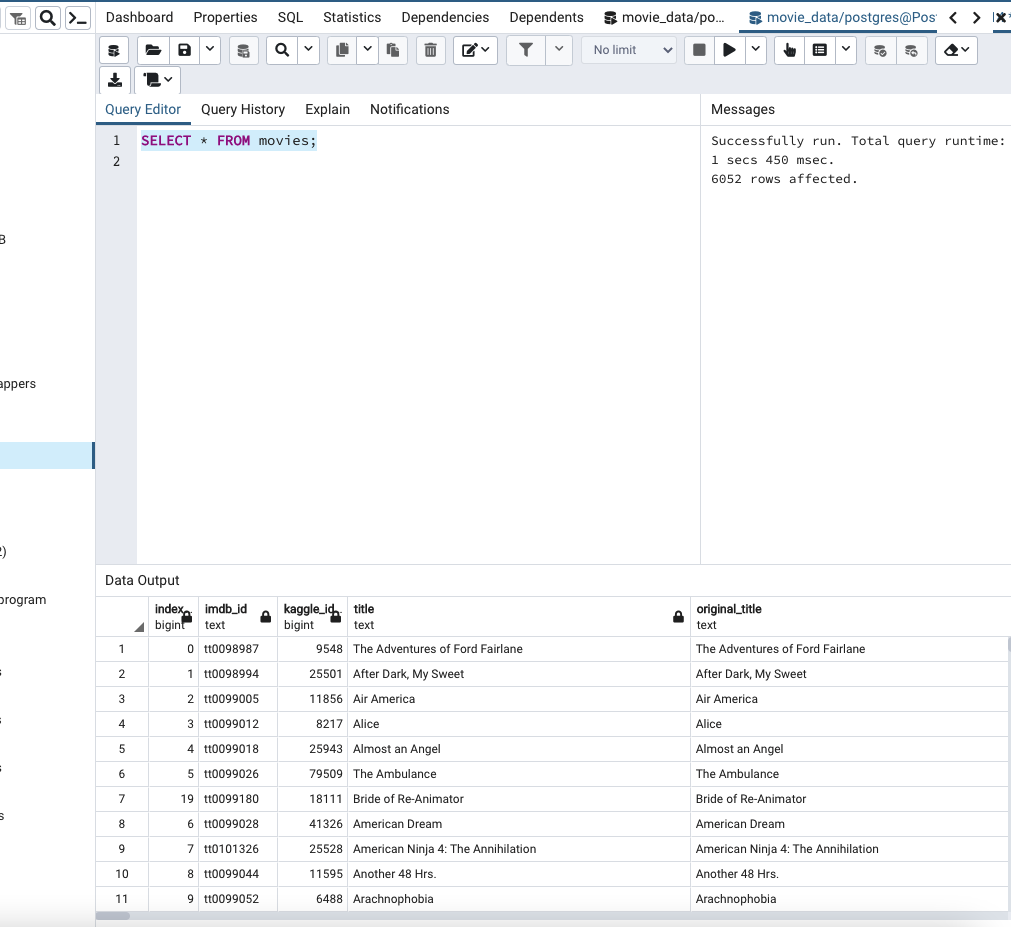 Dashboard Properties SQL Statistics Dependencies Dependents movie_data/po... movie_data/postgres@Pos
No limit
Query Editor Query History Explain Notifications Messages
1 SELECT * FROM movies;
2
Successfully run. Total query runtime:
1 secs 450 msec.
6052 rows affected.
B
appers
2)
program
s
s
s
s
Data Output
index imdb_id kaggle_id title original_title
bigint text bigint text text
1 0 tt0098987 9548 The Adventures of Ford Fairlane The Adventures of Ford Fairlane
2 1 tt0098994 25501 After Dark, My Sweet After Dark, My Sweet
3 2 tt0099005 11856 Air America Air America
4 3 tt0099012 8217 Alice Alice
5 4 tt0099018 25943 Almost an Angel Almost an Angel
6 5 tt0099026 79509 The Ambulance The Ambulance
7 19 tt0099180 18111 Bride of Re-Animator Bride of Re-Animator
8 6 tt0099028 41326 American Dream American Dream
9 7 tt0101326 25528 American Ninja 4: The Annihilation American Ninja 4: The Annihilation
10 8 tt0099044 11595 Another 48 Hrs. Another 48 Hrs.
11 9 tt0099052 6488 Arachnophobia Arachnophobia